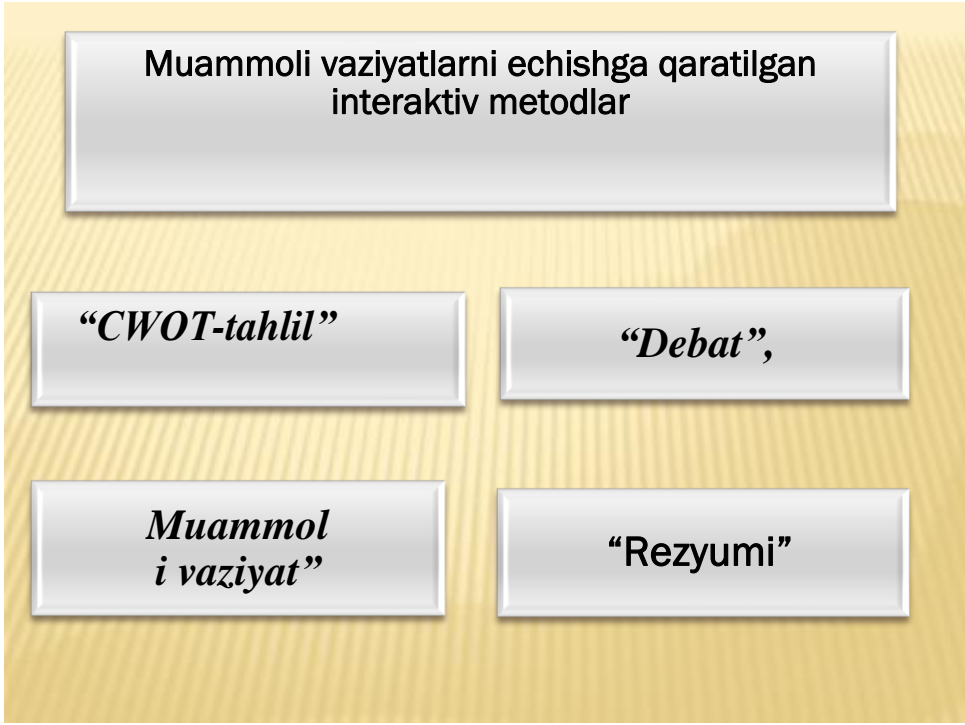 Muammoli vaziyatlarni echishga qaratilgan
interaktiv metodlar
“CWOT-tahlil”
“Debat”,
Muammol
i vaziyat”
“Rezyumi”